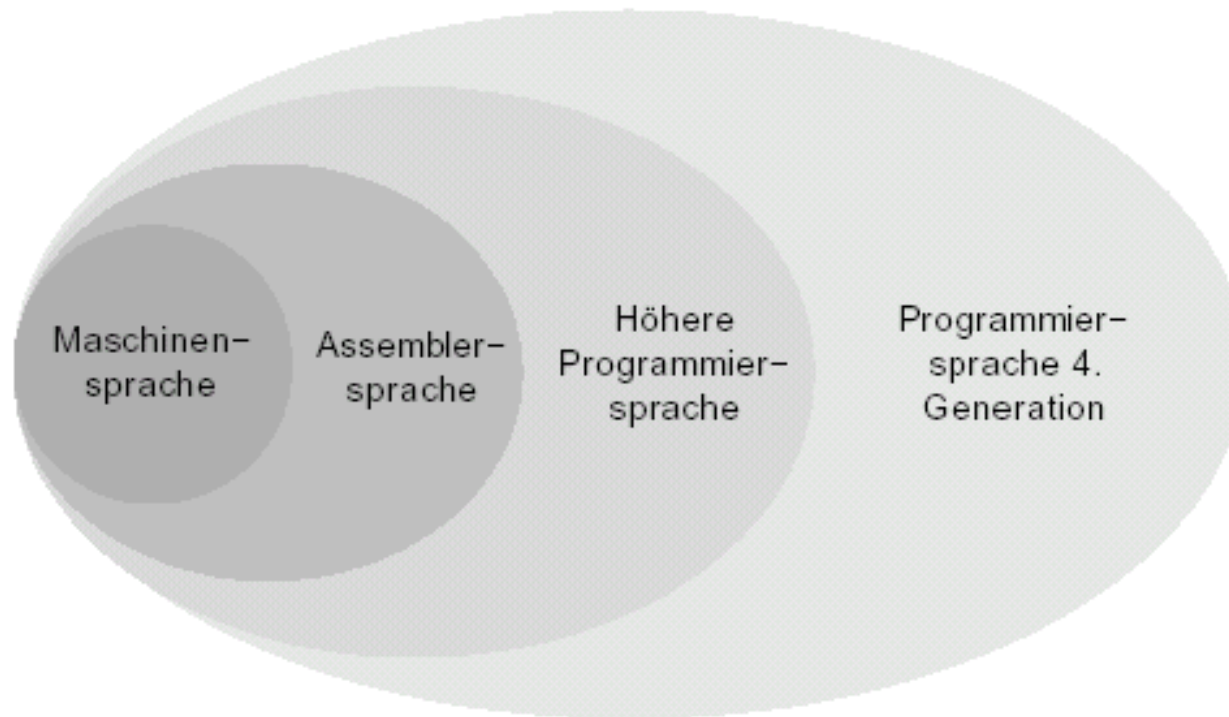 Maschinen–
sprache
Assembler–
sprache
Höhere
Programmier–
sprache
Programmier–
sprache 4.
Generation